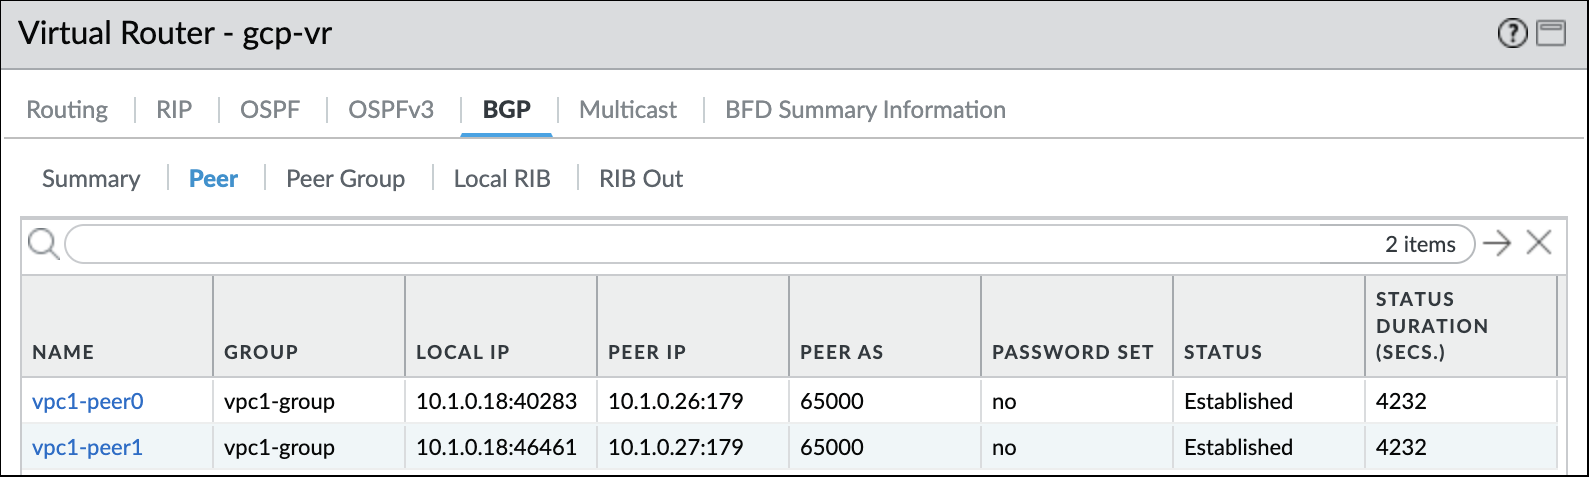 Virtual Router - gcp-vr
Routing RIP OSPF OSPFv3 BGP Multicast BFD Summary Information
Summary Peer Peer Group Local RIB RIB Out
2 items
NAME GROUP LOCAL IP PEER IP PEER AS PASSWORD SET STATUS STATUS DURATION (SECS.)
vpc1-peer0 vpc1-group 10.1.0.18:40283 10.1.0.26:179 65000 no Established 4232
vpc1-peer1 vpc1-group 10.1.0.18:46461 10.1.0.27:179 65000 no Established 4232